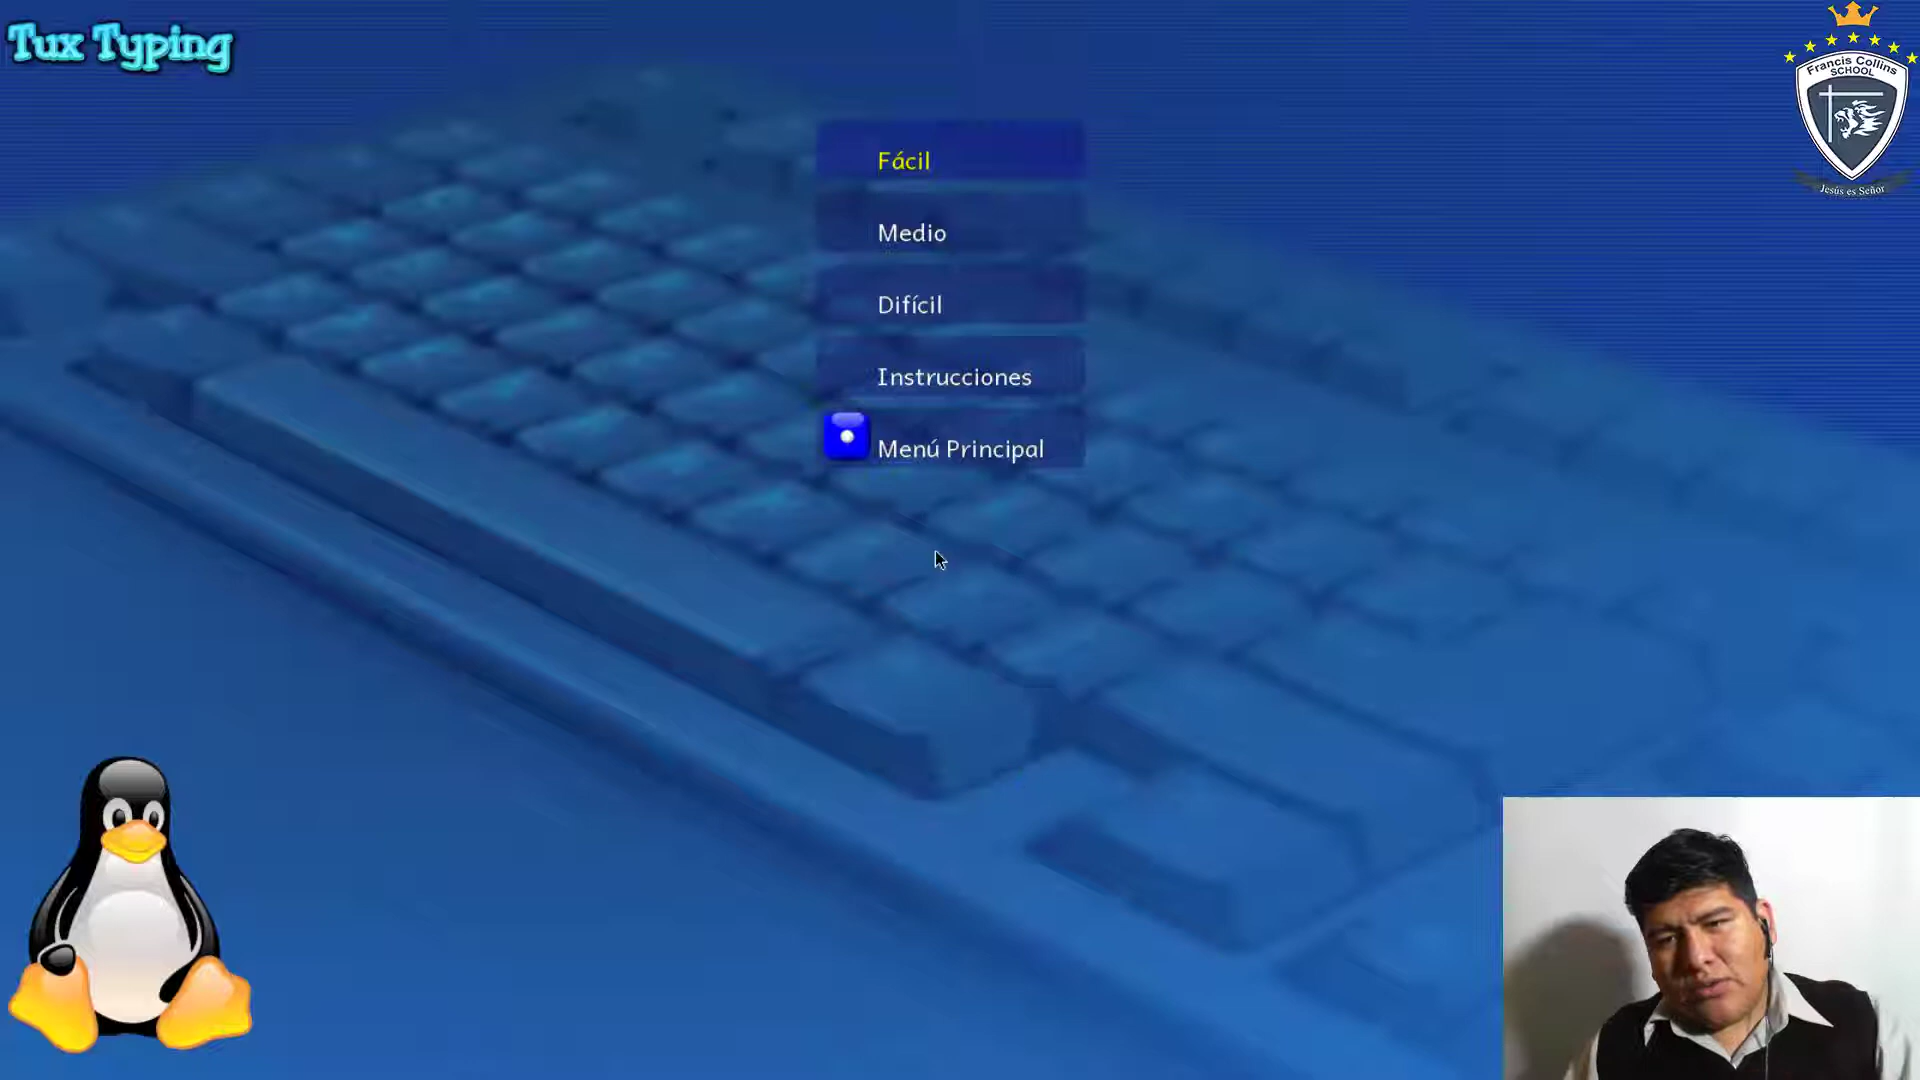 Tux Typing
Francis Collins
SCHOOL
Jesús es Señor
Fácil
Medio
Difícil
Instrucciones
Menú Principal